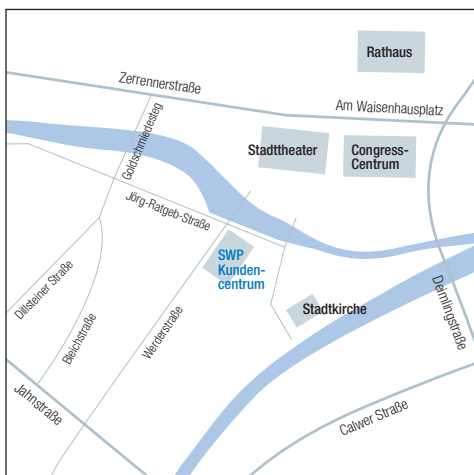 Rathaus
Zerrennerstraße
Am Waisenhausplatz
Goldschmiedesteg
Stadttheater
Congress-
Centrum
Jörg-Ratgeb-Straße
SWP
Kunden-
centrum
Dillsteiner Straße
Bleichstraße
Werderstraße
Stadtkirche
Deimlingstraße
Jahnstraße
Calwer Straße